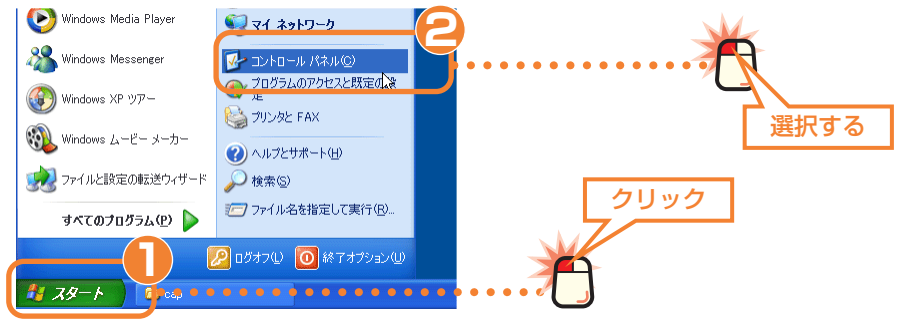 Windows Media Player
Windows Messenger
Windows XP ツアー
Windows ムービー メーカー
ファイルと設定の転送ウィザード
すべてのプログラム(P)
マイ ネットワーク
2
コントロール パネル(C)
プログラムのアクセスと既定の設
定
プリンタと FAX
ヘルプとサポート(H)
検索(S)
ファイル名を指定して実行(R)...
ログオフ(L)
終了オプション(U)
1
スタート
cap
選択する
クリック